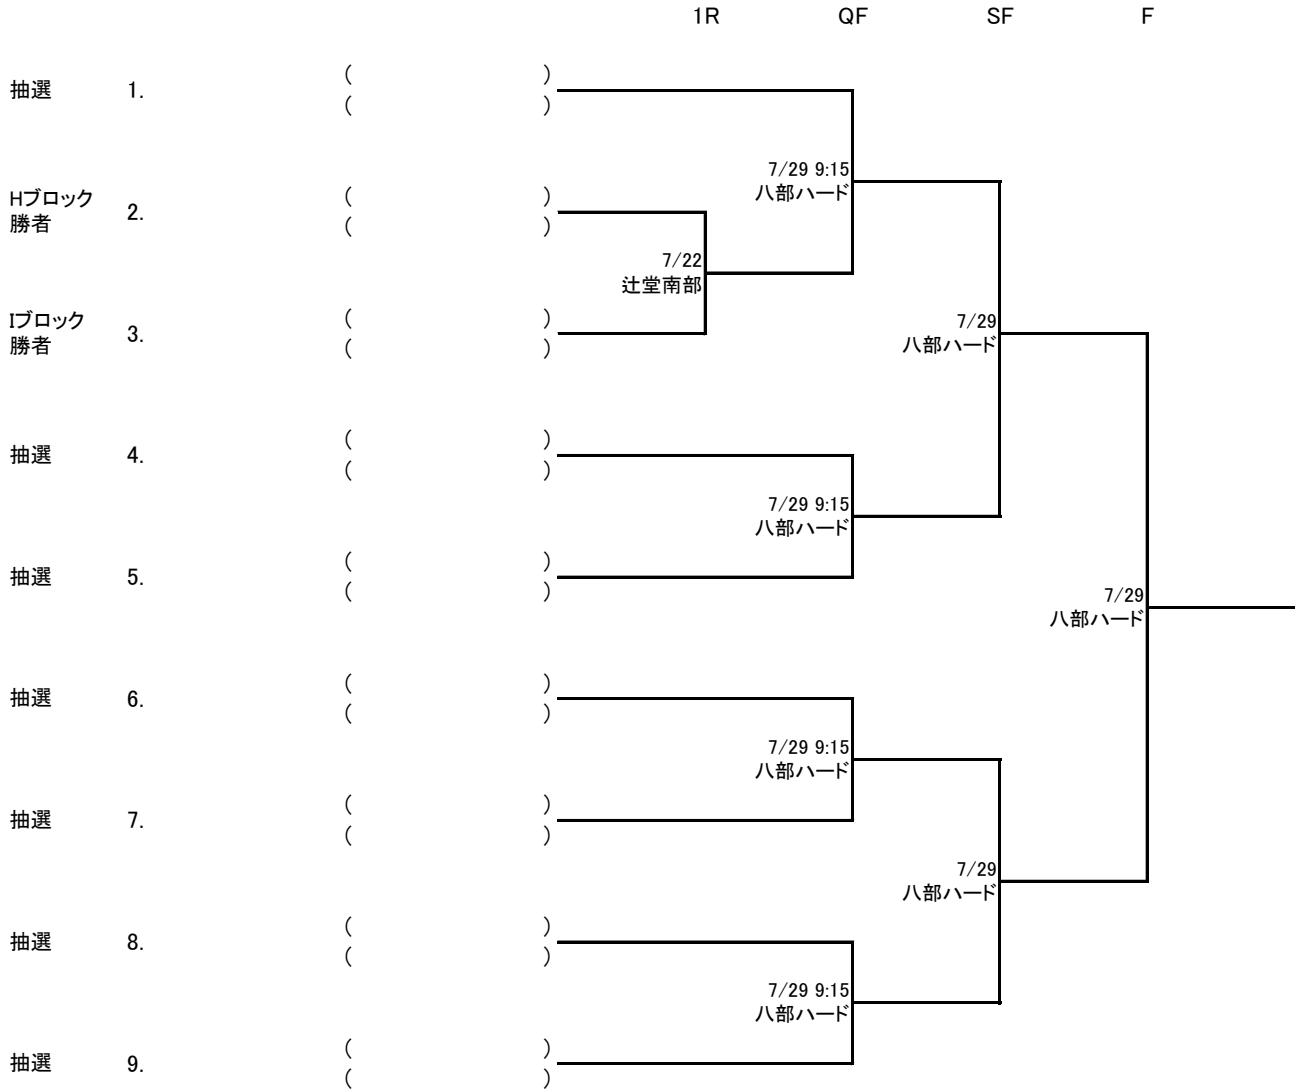 1R QF SF F
( )
抽選 1.
( )
7/29 9:15
八部ハード
Hブロック
勝者 2.
( )
( )
7/22
辻堂南部
Iブロック
勝者 3.
( )
( )
7/29
八部ハード
( )
抽選 4.
( )
7/29 9:15
八部ハード
( )
抽選 5.
( )
7/29
八部ハード
( )
抽選 6.
( )
7/29 9:15
八部ハード
( )
抽選 7.
( )
7/29
八部ハード
( )
抽選 8.
( )
7/29 9:15
八部ハード
( )
抽選 9.
( )